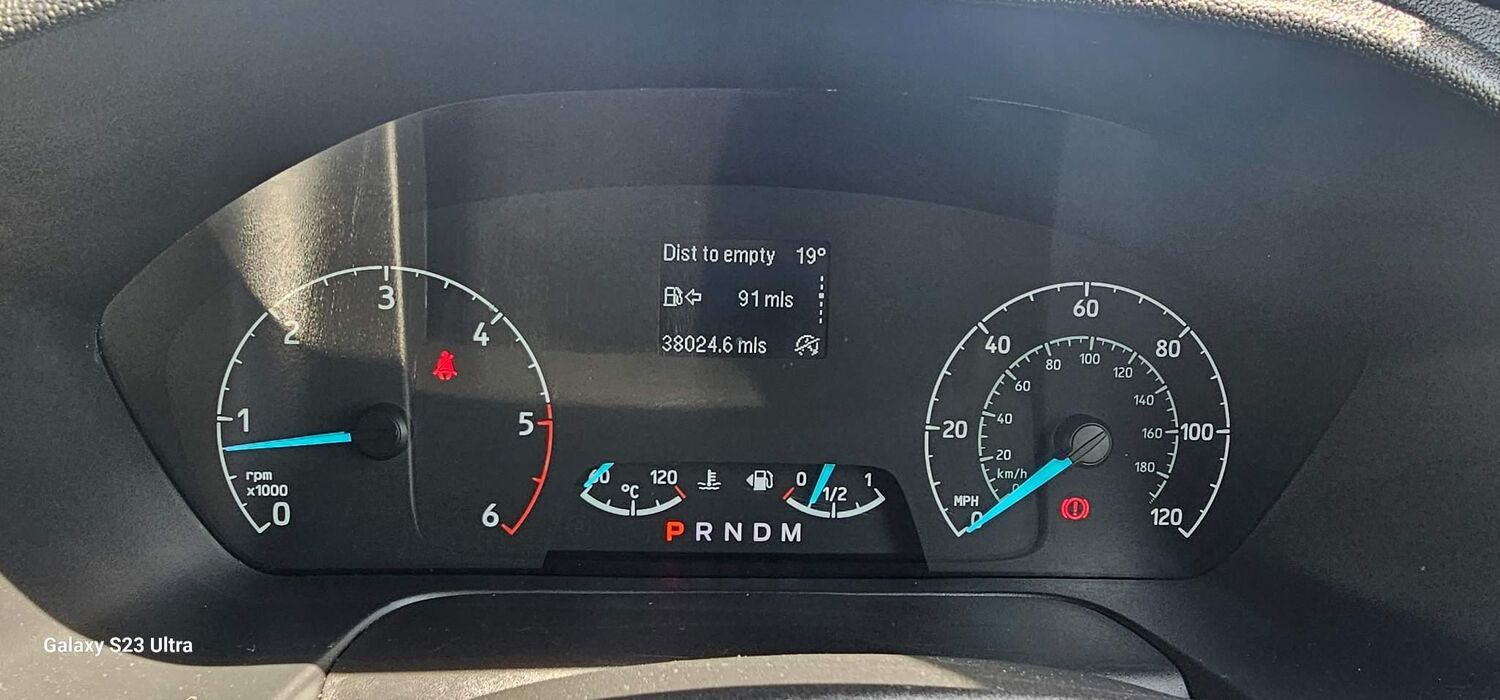 Dist to empty 19°
91 mls
38024.6 mls
0 1 2 3 4 5 6
rpm
x1000
60 120
°C
0 1/2 1
P R N D M
0 20 40 60 80 100 120
MPH
0 20 40 60 80 100 120 140 160 180
km/h
Galaxy S23 Ultra